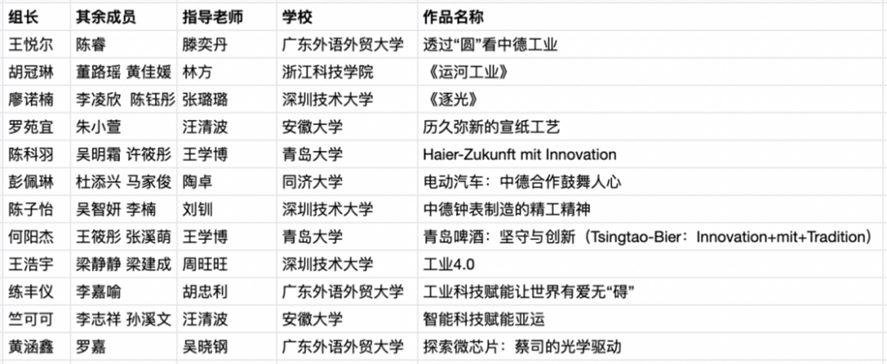 组长 其余成员 指导老师 学校 作品名称
王悦尔 陈睿 滕奕丹 广东外语外贸大学 透过“圆”看中德工业
胡冠琳 董路瑶 黄佳媛 林方 浙江科技学院 《运河工业》
廖诺楠 李凌欣 陈钰彤 张璐璐 深圳技术大学 《逐光》
罗苑宜 朱小萱 汪清波 安徽大学 历久弥新的宣纸工艺
陈科羽 吴明霜 许筱彤 王学博 青岛大学 Haier-Zukunft mit Innovation
彭佩琳 杜添兴 马家俊 陶卓 同济大学 电动汽车：中德合作鼓舞人心
陈子怡 吴智妍 李楠 刘钏 深圳技术大学 中德钟表制造的精工精神
何阳杰 王筱彤 张溪萌 王学博 青岛大学 青岛啤酒：坚守与创新（Tsingtao-Bier：Innovation+mit+Tradition）
王浩宇 梁静静 梁建成 周旺旺 深圳技术大学 工业4.0
练丰仪 李嘉喻 胡忠利 广东外语外贸大学 工业科技赋能让世界有爱无“碍”
竺可可 李志祥 孙溪文 汪清波 安徽大学 智能科技赋能亚运
黄涵鑫 罗嘉 吴晓钢 广东外语外贸大学 探索微芯片：蔡司的光学驱动